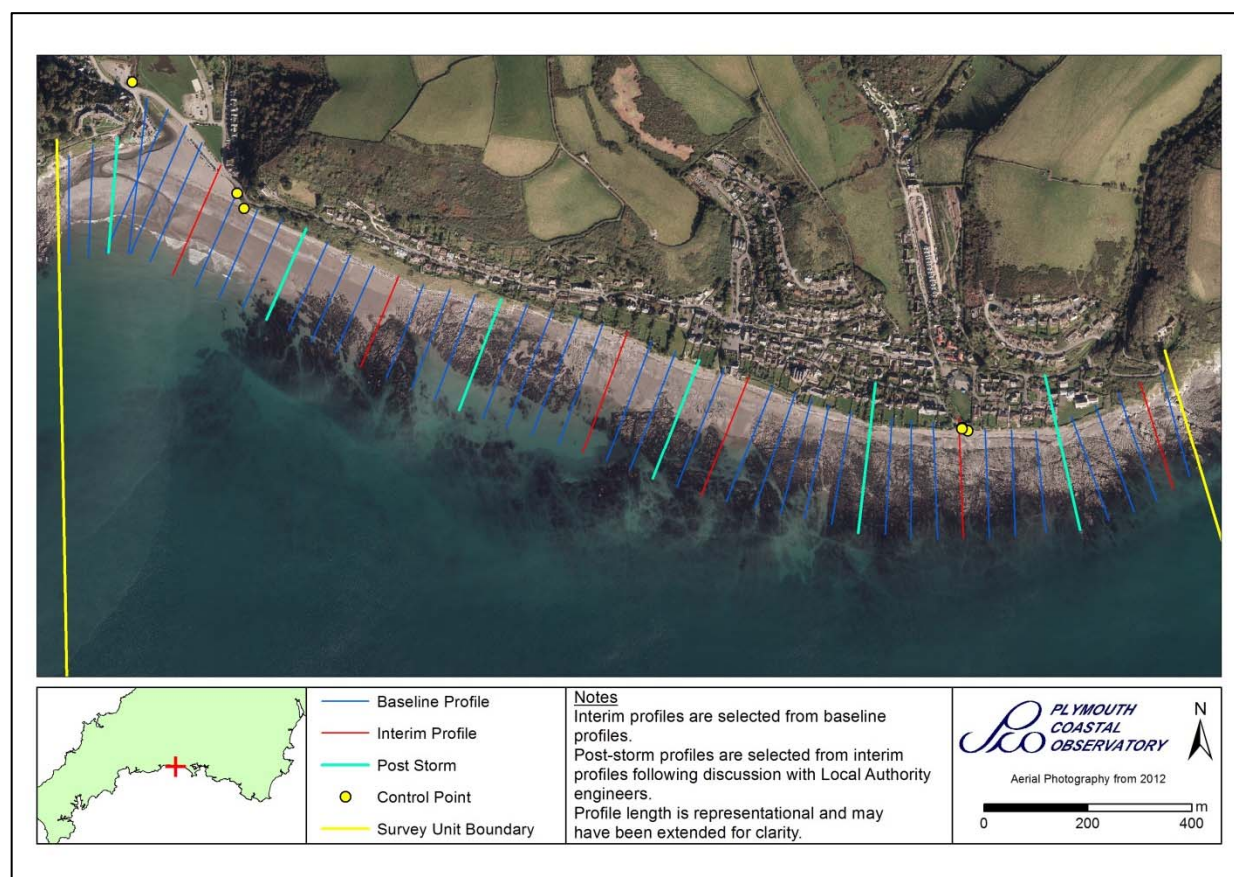 Baseline Profile
Interim Profile
Post Storm
Control Point
Survey Unit Boundary
Notes
Interim profiles are selected from baseline
profiles.
Post-storm profiles are selected from interim
profiles following discussion with Local Authority
engineers.
Profile length is representational and may
have been extended for clarity.
PLYMOUTH
COASTAL
OBSERVATORY
N
Aerial Photography from 2012
m
0 200 400